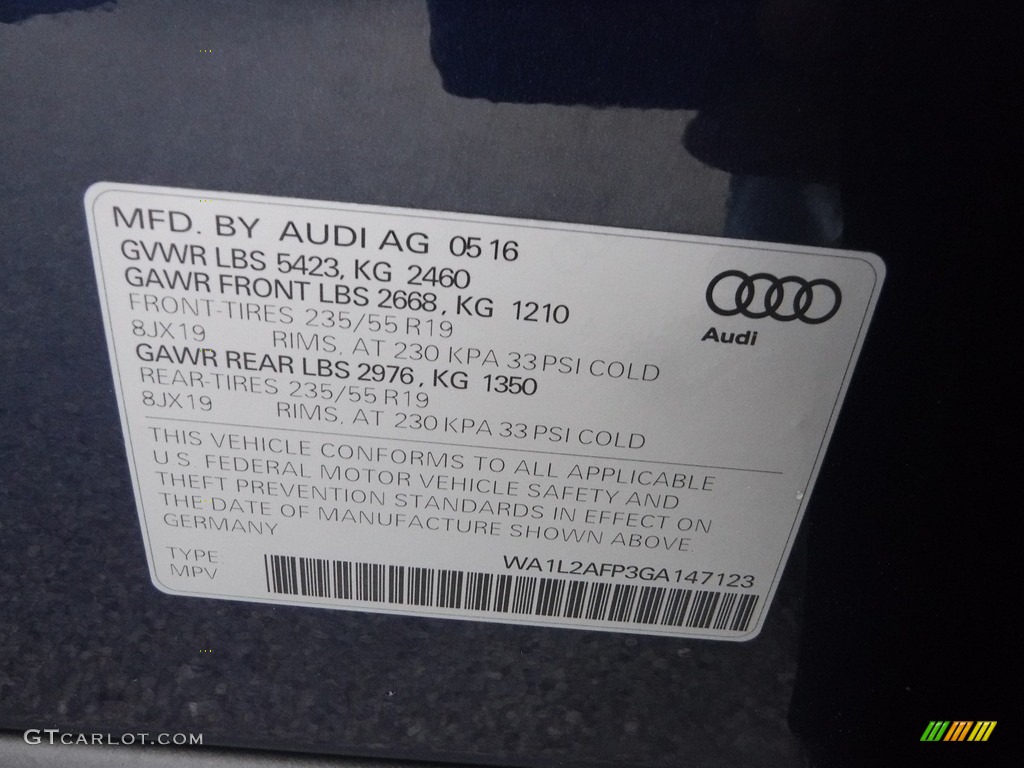 MFD. BY AUDI AG 05 16
GVWR LBS 5423, KG 2460
GAWR FRONT LBS 2668, KG 1210
FRONT-TIRES 235/55 R19
8JX19 RIMS, AT 230 KPA 33 PSI COLD
GAWR REAR LBS 2976, KG 1350
REAR-TIRES 235/55 R19
8JX19 RIMS, AT 230 KPA 33 PSI COLD
Audi
THIS VEHICLE CONFORMS TO ALL APPLICABLE
U.S. FEDERAL MOTOR VEHICLE SAFETY AND
THEFT PREVENTION STANDARDS IN EFFECT ON
THE DATE OF MANUFACTURE SHOWN ABOVE.
GERMANY
TYPE: WA1L2AFP3GA147123
MPV
GTCARLOT.COM